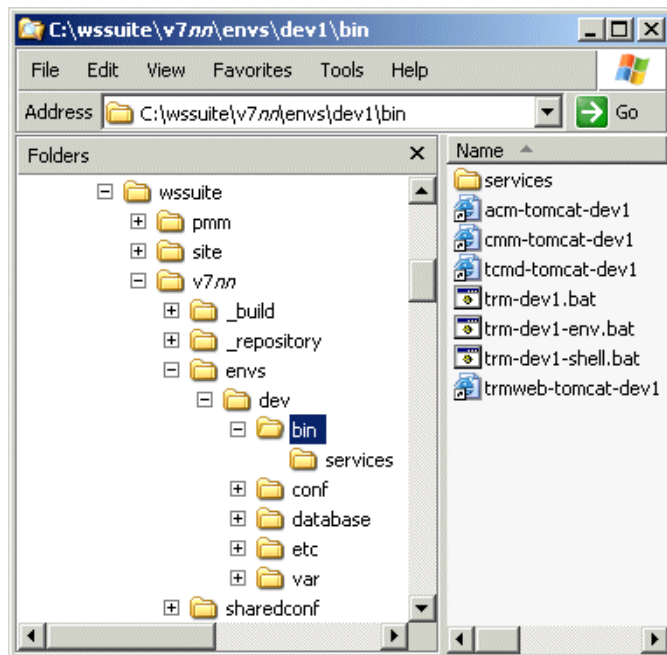 C:\wssuite\v7nn\envs\dev1\bin
File Edit View Favorites Tools Help
Address C:\wssuite\v7nn\envs\dev1\bin Go
Folders
wssuite
pmm
site
v7nn
_build
_repository
envs
dev
bin
services
conf
database
etc
var
sharedconf
Name
services
acm-tomcat-dev1
cmm-tomcat-dev1
tcmd-tomcat-dev1
trm-dev1.bat
trm-dev1-env.bat
trm-dev1-shell.bat
trmweb-tomcat-dev1